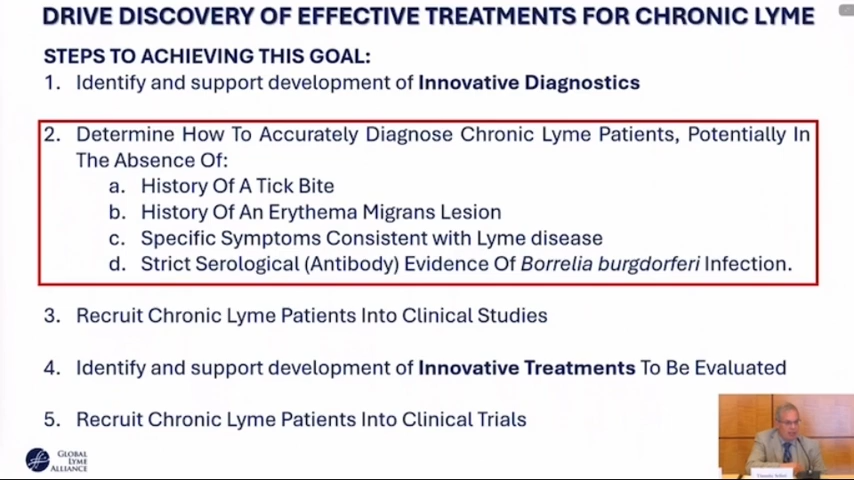 DRIVE DISCOVERY OF EFFECTIVE TREATMENTS FOR CHRONIC LYME
STEPS TO ACHIEVING THIS GOAL:
1. Identify and support development of Innovative Diagnostics
2. Determine How To Accurately Diagnose Chronic Lyme Patients, Potentially In
The Absence Of:
a. History Of A Tick Bite
b. History Of An Erythema Migrans Lesion
c. Specific Symptoms Consistent with Lyme disease
d. Strict Serological (Antibody) Evidence Of Borrelia burgdorferi Infection.
3. Recruit Chronic Lyme Patients Into Clinical Studies
4. Identify and support development of Innovative Treatments To Be Evaluated
5. Recruit Chronic Lyme Patients Into Clinical Trials
GLOBAL
LYME
ALLIANCE